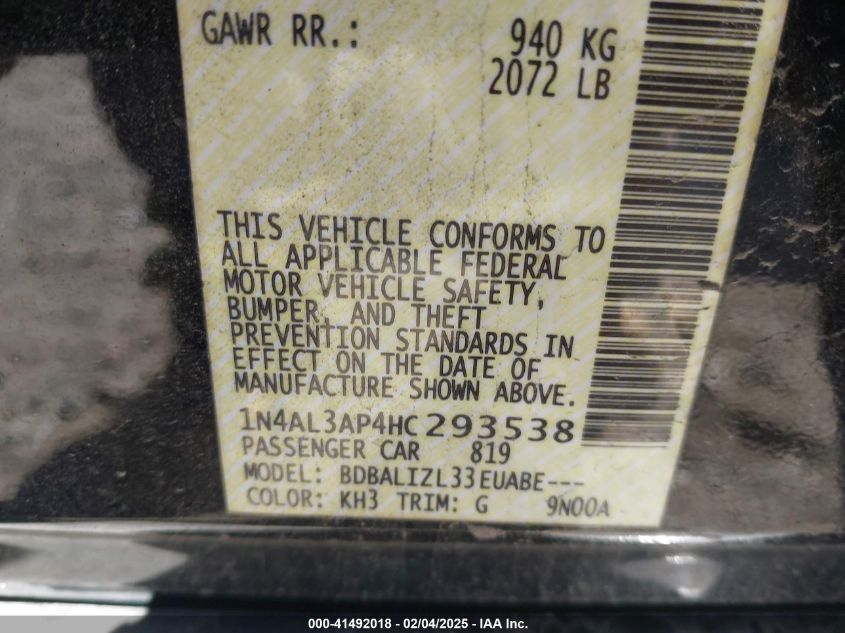 GAWR RR.: 940 KG
2072 LB
THIS VEHICLE CONFORMS TO
ALL APPLICABLE FEDERAL
MOTOR VEHICLE SAFETY,
BUMPER, AND THEFT
PREVENTION STANDARDS IN
EFFECT ON THE DATE OF
MANUFACTURE SHOWN ABOVE.
1N4AL3AP4HC293538
PASSENGER CAR 819
MODEL: BDBALIZL33EUABE---
COLOR: KH3 TRIM: G 9N00A
000-41492018 - 02/04/2025 - IAA Inc.